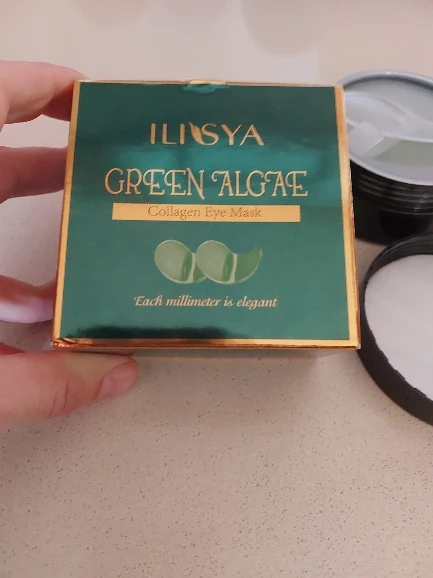 ILISYA
GREEN ALGAE
Collagen Eye Mask
Each millimeter is elegant